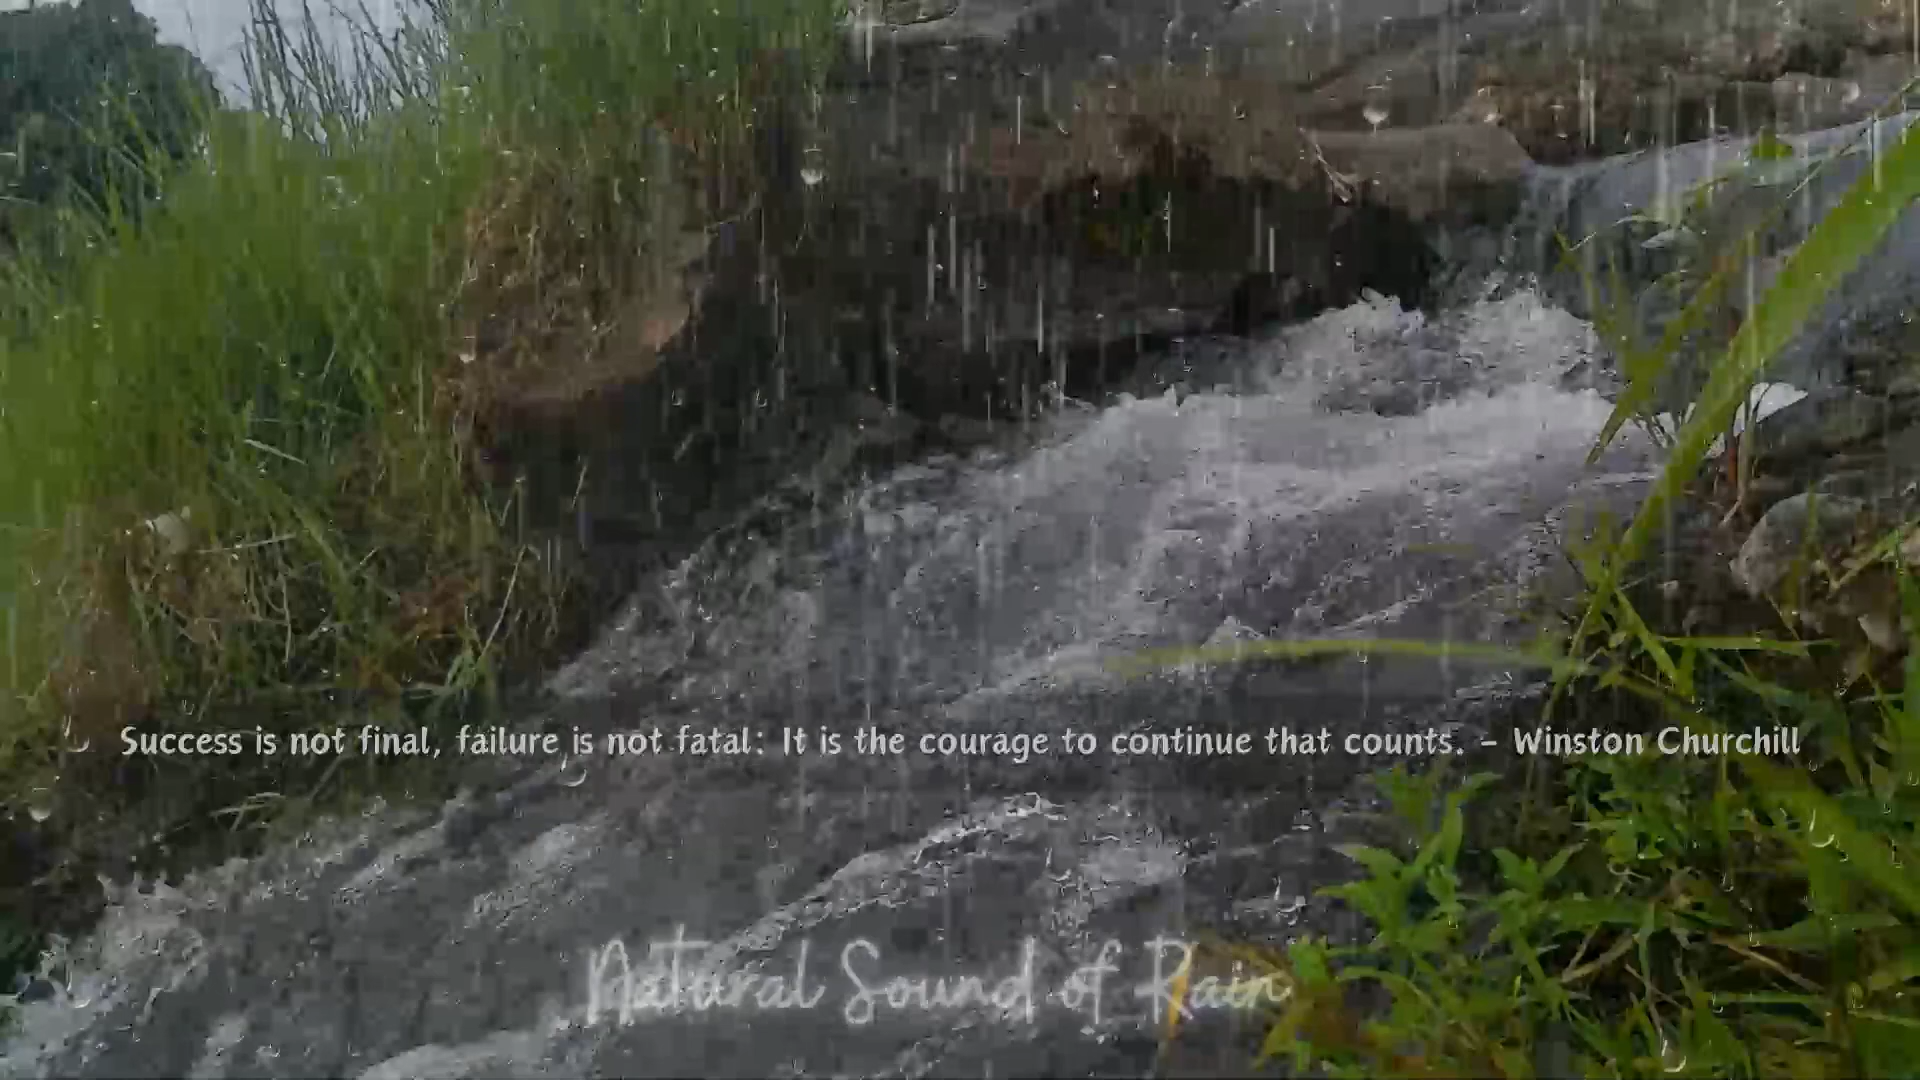 Success is not final, failure is not fatal: It is the courage to continue that counts. - Winston Churchill
Natural Sound of Rain